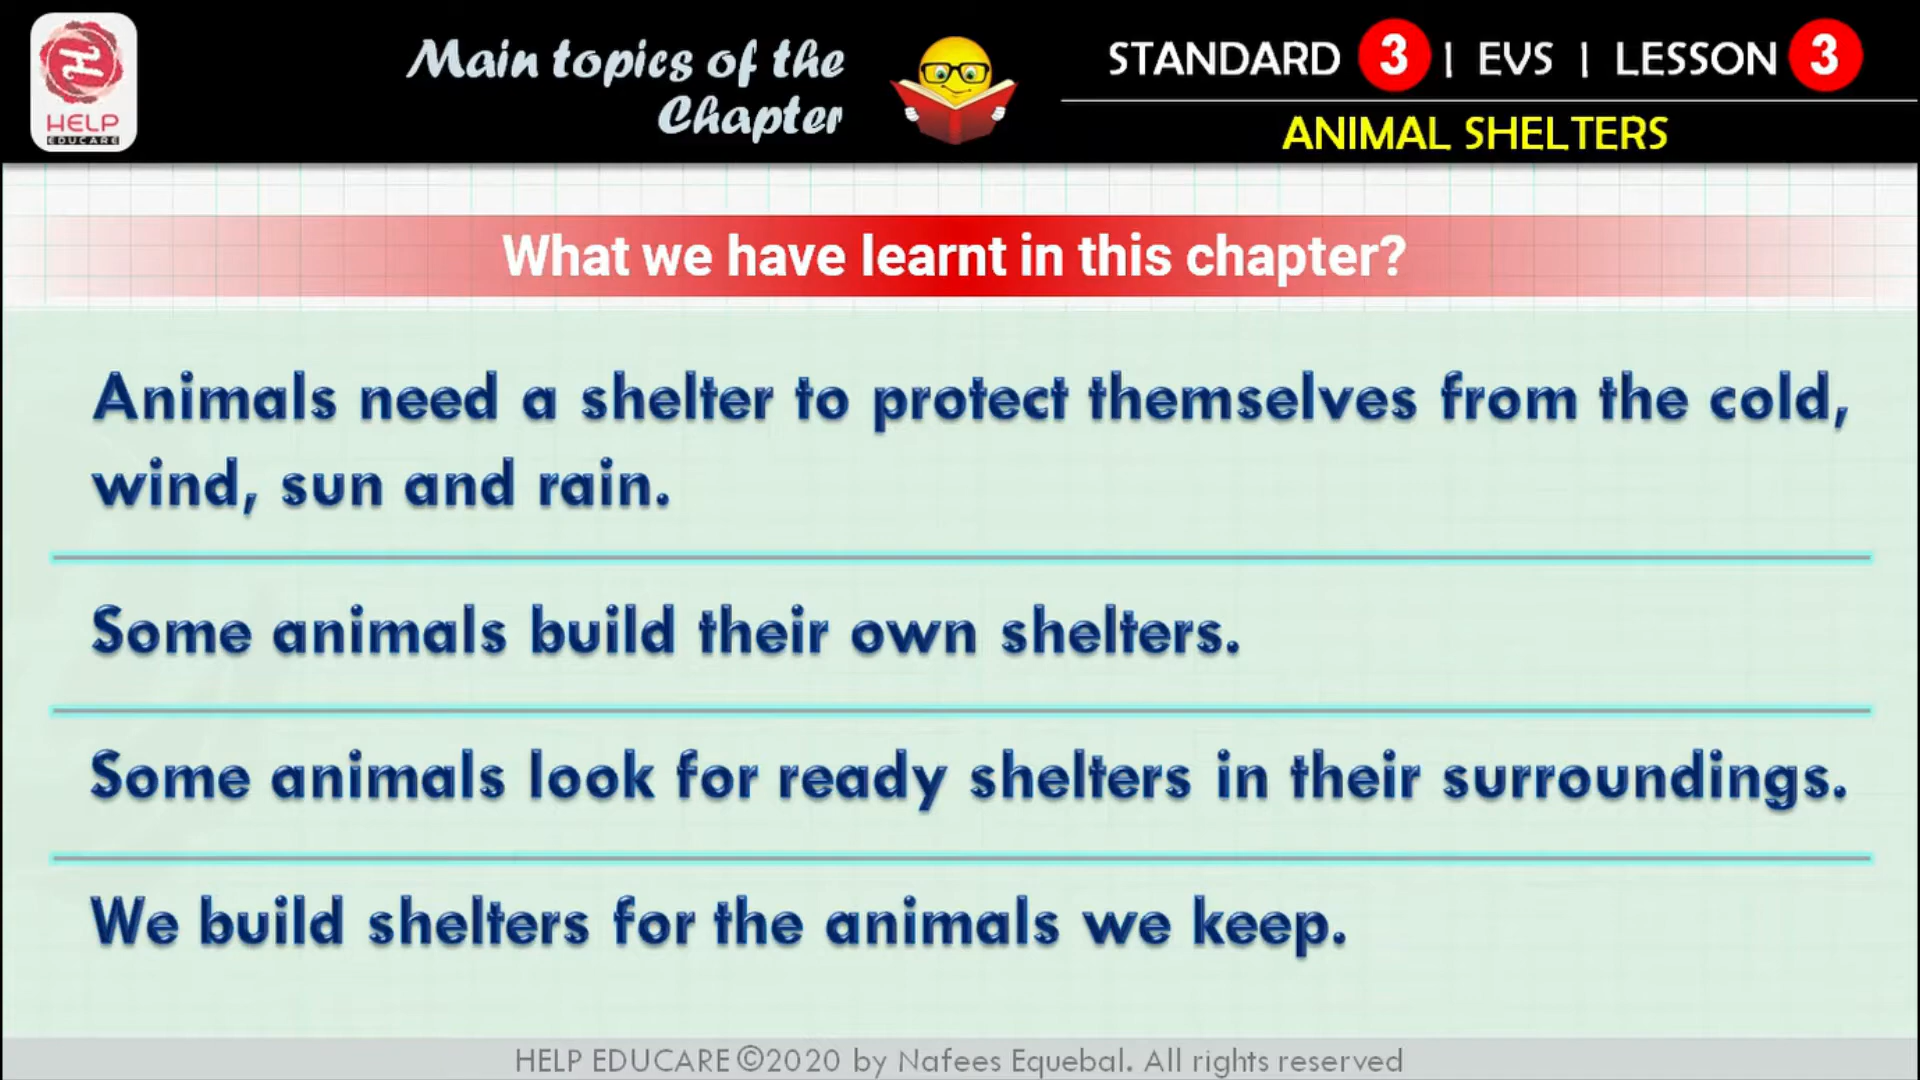 HELP
EDUCARE
Main topics of the
Chapter
STANDARD 3 | EVS | LESSON 3
ANIMAL SHELTERS
What we have learnt in this chapter?
Animals need a shelter to protect themselves from the cold,
wind, sun and rain.
Some animals build their own shelters.
Some animals look for ready shelters in their surroundings.
We build shelters for the animals we keep.
HELP EDUCARE ©2020 by Nafees Equebal. All rights reserved